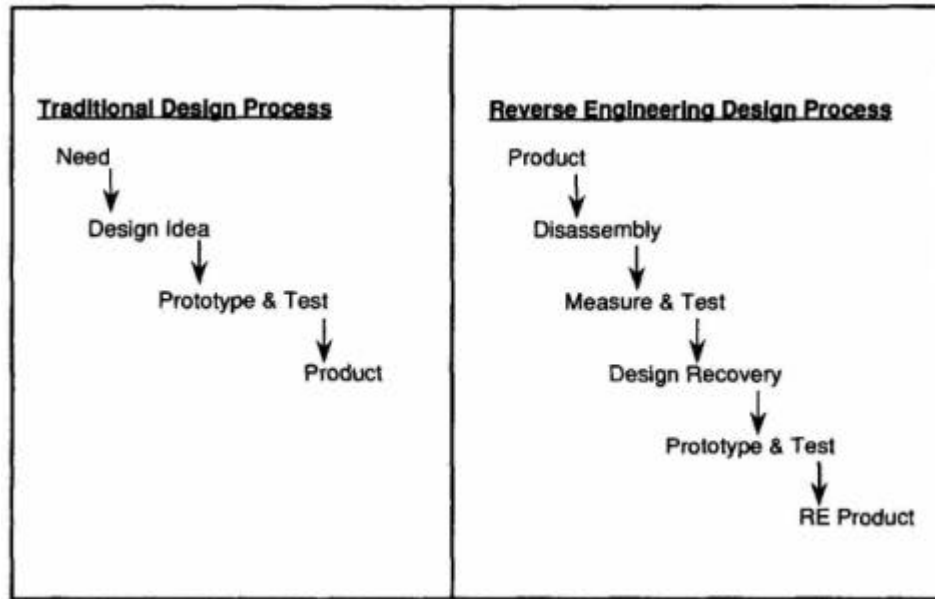 Traditional Design Process
Need
Design Idea
Prototype & Test
Product
Reverse Engineering Design Process
Product
Disassembly
Measure & Test
Design Recovery
Prototype & Test
RE Product